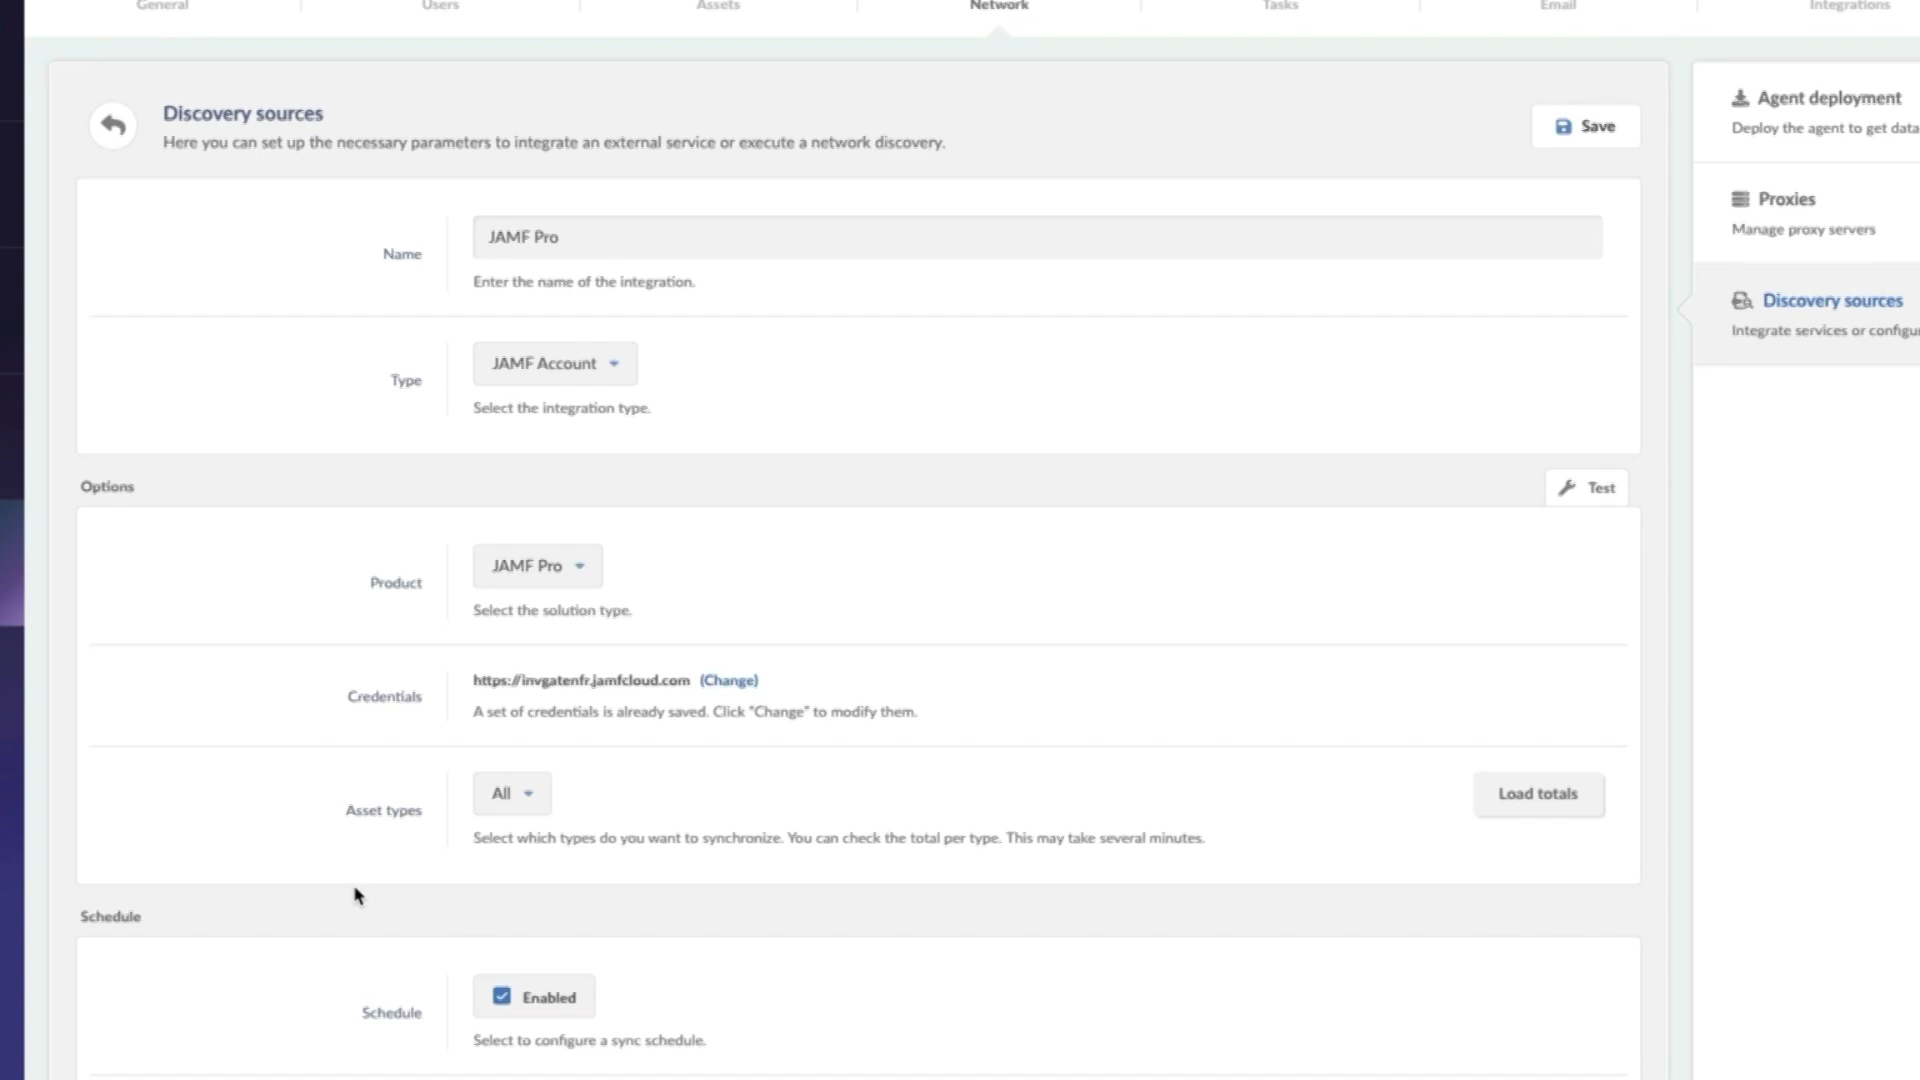 General
Users
Assets
Network
Tasks
Email
Integrations
Discovery sources
Here you can set up the necessary parameters to integrate an external service or execute a network discovery.
Save
Name
JAMF Pro
Enter the name of the integration.
Type
JAMF Account
Select the integration type.
Options
Test
Product
JAMF Pro
Select the solution type.
Credentials
https://invgatenfr.jamfcloud.com (Change)
A set of credentials is already saved. Click "Change" to modify them.
Asset types
All
Load totals
Select which types do you want to synchronize. You can check the total per type. This may take several minutes.
Schedule
Schedule
Enabled
Select to configure a sync schedule.
Agent deployment
Deploy the agent to get data
Proxies
Manage proxy servers
Discovery sources
Integrate services or configu